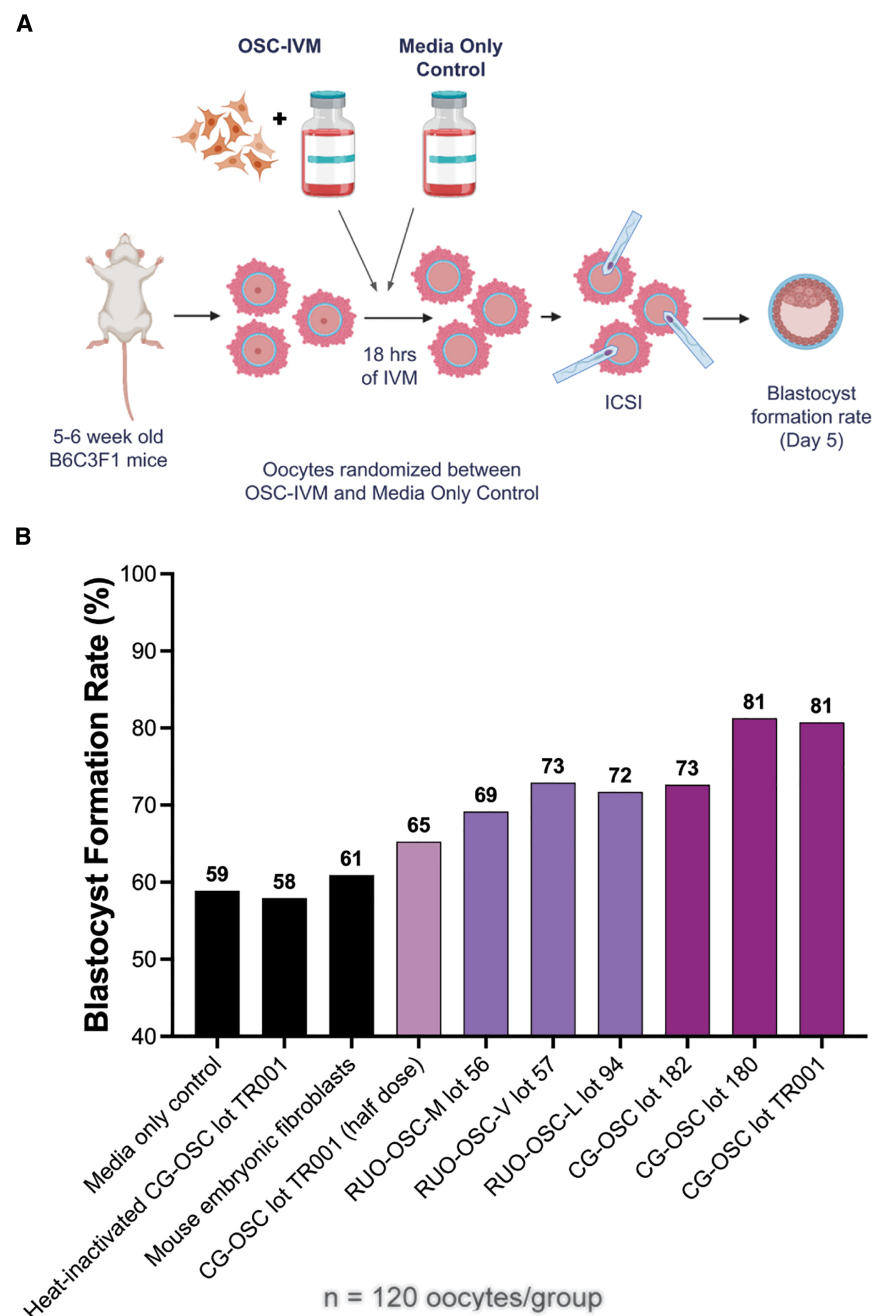 A
OSC-IVM
Media Only
Control
+
18 hrs
of IVM
ICSI
Blastocyst
formation rate
(Day 5)
5-6 week old
B6C3F1 mice
Oocytes randomized between
OSC-IVM and Media Only Control
B
Blastocyst Formation Rate (%)
100
90
80
70
60
50
40
59
58
61
65
69
73
72
73
81
81
Media only control
Heat-inactivated CG-OSC lot TR001
Mouse embryonic fibroblasts
CG-OSC lot TR001 (half dose)
RUO-OSC-M lot 56
RUO-OSC-V lot 57
RUO-OSC-L lot 94
CG-OSC lot 182
CG-OSC lot 180
CG-OSC lot TR001
n = 120 oocytes/group